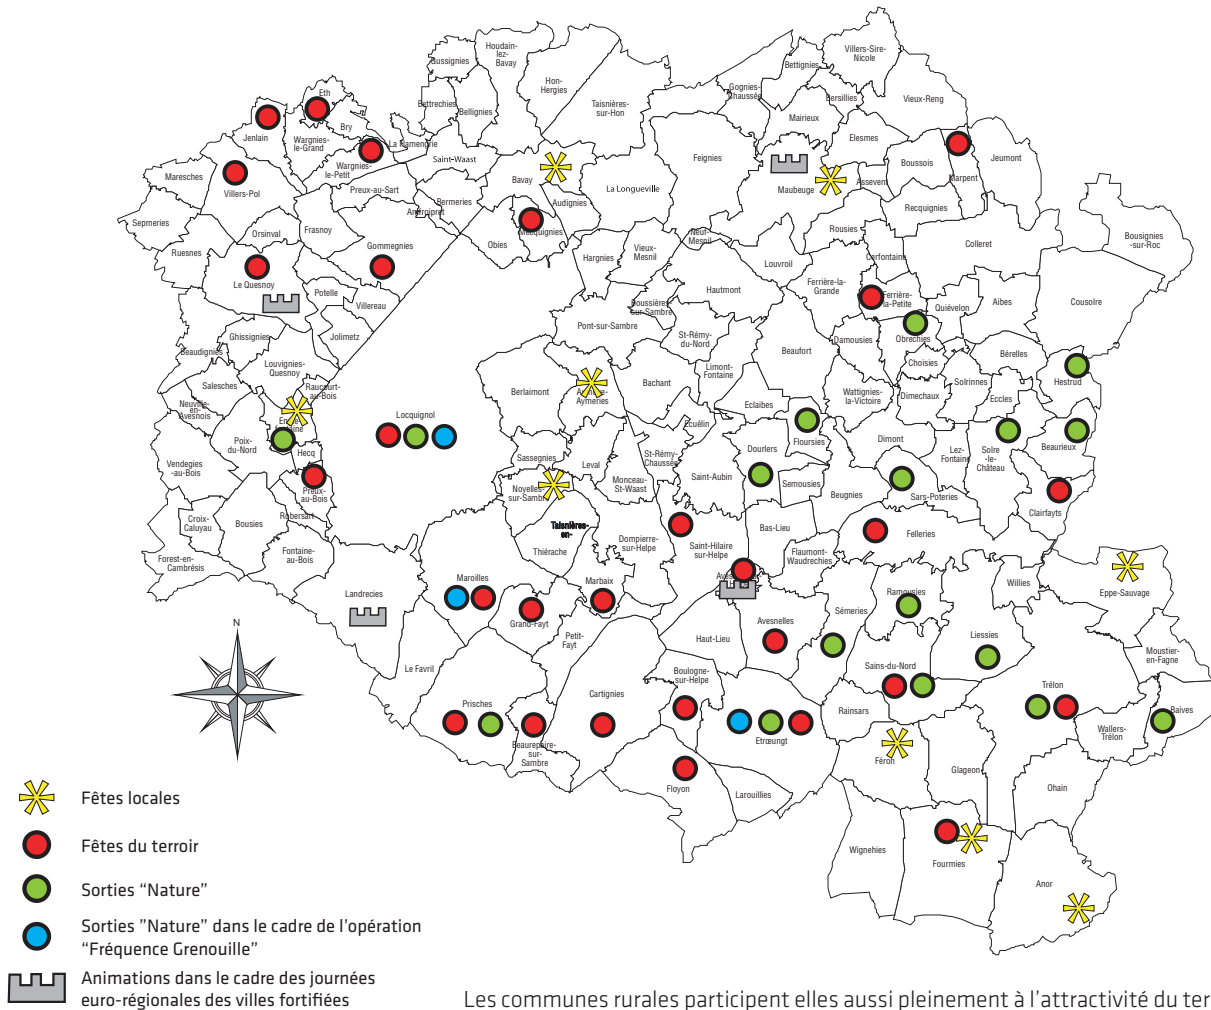 Houdain-
lez-
Bavay
Gussignies
Hon-
Hergies
Taisnières-
sur-Hon
Bettrechies
Bellignies
Gognies-
Chaussée
Bettignies
Villers-Sire-
Nicole
Bersillies
Vieux-Reng
Mairieux
Elesmes
Eth
Bry
Jenlain
Wargnies-
le-Grand
La Flamengrie
Saint-Waast
Wargnies-
le-Petit
Maresches
Villers-Pol
Preux-au-Sart
Bermeries
Amfroipret
Bavay
Audignies
La Longueville
Feignies
Maubeuge
Assevent
Boussois
Marpent
Jeumont
Recquignies
Sepmeries
Orsinval
Frasnoy
Gommegnies
Ruesnes
Le Quesnoy
Potelle
Villereau
Jolimetz
Mecquignies
Obies
Hargnies
Vieux-
Mesnil
Neuf-
Mesnil
Louvroil
Rousies
Cerfontaine
Colleret
Bousignies
-sur-Roc
Ferrière-la-
Grande
Ferrière-
la-Petite
Quiévelon
Aibes
Cousolre
Hautmont
Boussières-
sur-Sambre
Pont-sur-Sambre
St-Rémy-
du-Nord
Beaufort
Damousies
Obrechies
Choisies
Bérelles
Hestrud
Ghissignies
Beaudignies
Louvignies-
Quesnoy
Salesches
Raucourt-
au-Bois
Neuville-
en-
Avesnois
Englefontaine
Poix-
du-Nord
Hecq
Preux-
au-Bois
Locquignol
Berlaimont
Aulnoye-
Aymeries
Bachant
Limont-
Fontaine
Eclaibes
Ecuélin
Wattignies-
la-Victoire
Dimechaux
Solrinnes
Eccles
Floursies
Dourlers
Dimont
Lez-
Fontaine
Solre
-le-
Château
Beaurieux
Sassegnies
Leval
St-Rémy-
Chaussée
Monceau-
St-Waast
Saint-Aubin
Semousies
Beugnies
Sars-Poteries
Clairfayts
Vendegies
-au-Bois
Croix-
Caluyau
Bousies
Robersart
Forest-en-
Cambrésis
Fontaine-
au-Bois
Noyelles-
sur-Sambre
Taisnières-
en-
Thiérache
Dompierre-
sur-Helpe
Saint-Hilaire
sur-Helpe
Bas-Lieu
Flaumont-
Waudrechies
Felleries
Landrecies
Maroilles
Marbaix
Grand-Fayt
Petit-
Fayt
Haut-Lieu
Avesnelles
Sémeries
Ramousies
Willies
Eppe-Sauvage
Liessies
Moustier-
en-Fagne
Le Favril
Prisches
Beaurepaire-
sur-
Sambre
Cartignies
Boulogne-
sur-Helpe
Etrœungt
Sains-du-Nord
Rainsars
Trélon
Baives
Wallers-
Trélon
Floyon
Larouillies
Féron
Glageon
Ohain
Wignehies
Fourmies
Anor
N
Fêtes locales
Fêtes du terroir
Sorties “Nature”
Sorties ”Nature” dans le cadre de l’opération
“Fréquence Grenouille”
Animations dans le cadre des journées
euro-régionales des villes fortifiées
Les communes rurales participent elles aussi pleinement à l’attractivité du ter